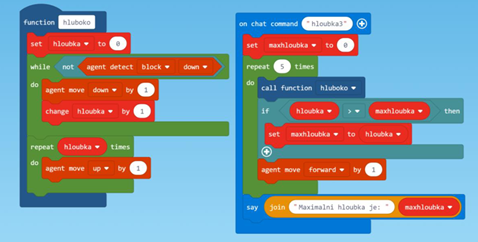 function hluboko
set hloubka to 0
while not agent detect block down
do
agent move down by 1
change hloubka by 1
repeat hloubka times
do
agent move up by 1
on chat command "hloubka3"
set maxhloubka to 0
repeat 5 times
do
call function hluboko
if hloubka > maxhloubka then
set maxhloubka to hloubka
agent move forward by 1
say join "Maximalni hloubka je: " maxhloubka